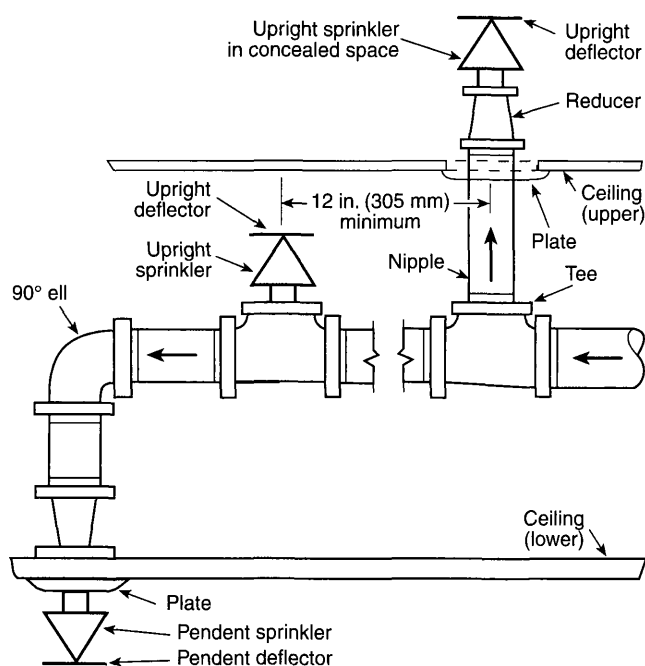 Upright sprinkler
in concealed space
Upright
deflector
Reducer
Upright
deflector
12 in. (305 mm)
minimum
Ceiling
(upper)
Plate
Upright
sprinkler
Nipple
Tee
90° ell
Ceiling
(lower)
Plate
Pendent sprinkler
Pendent deflector